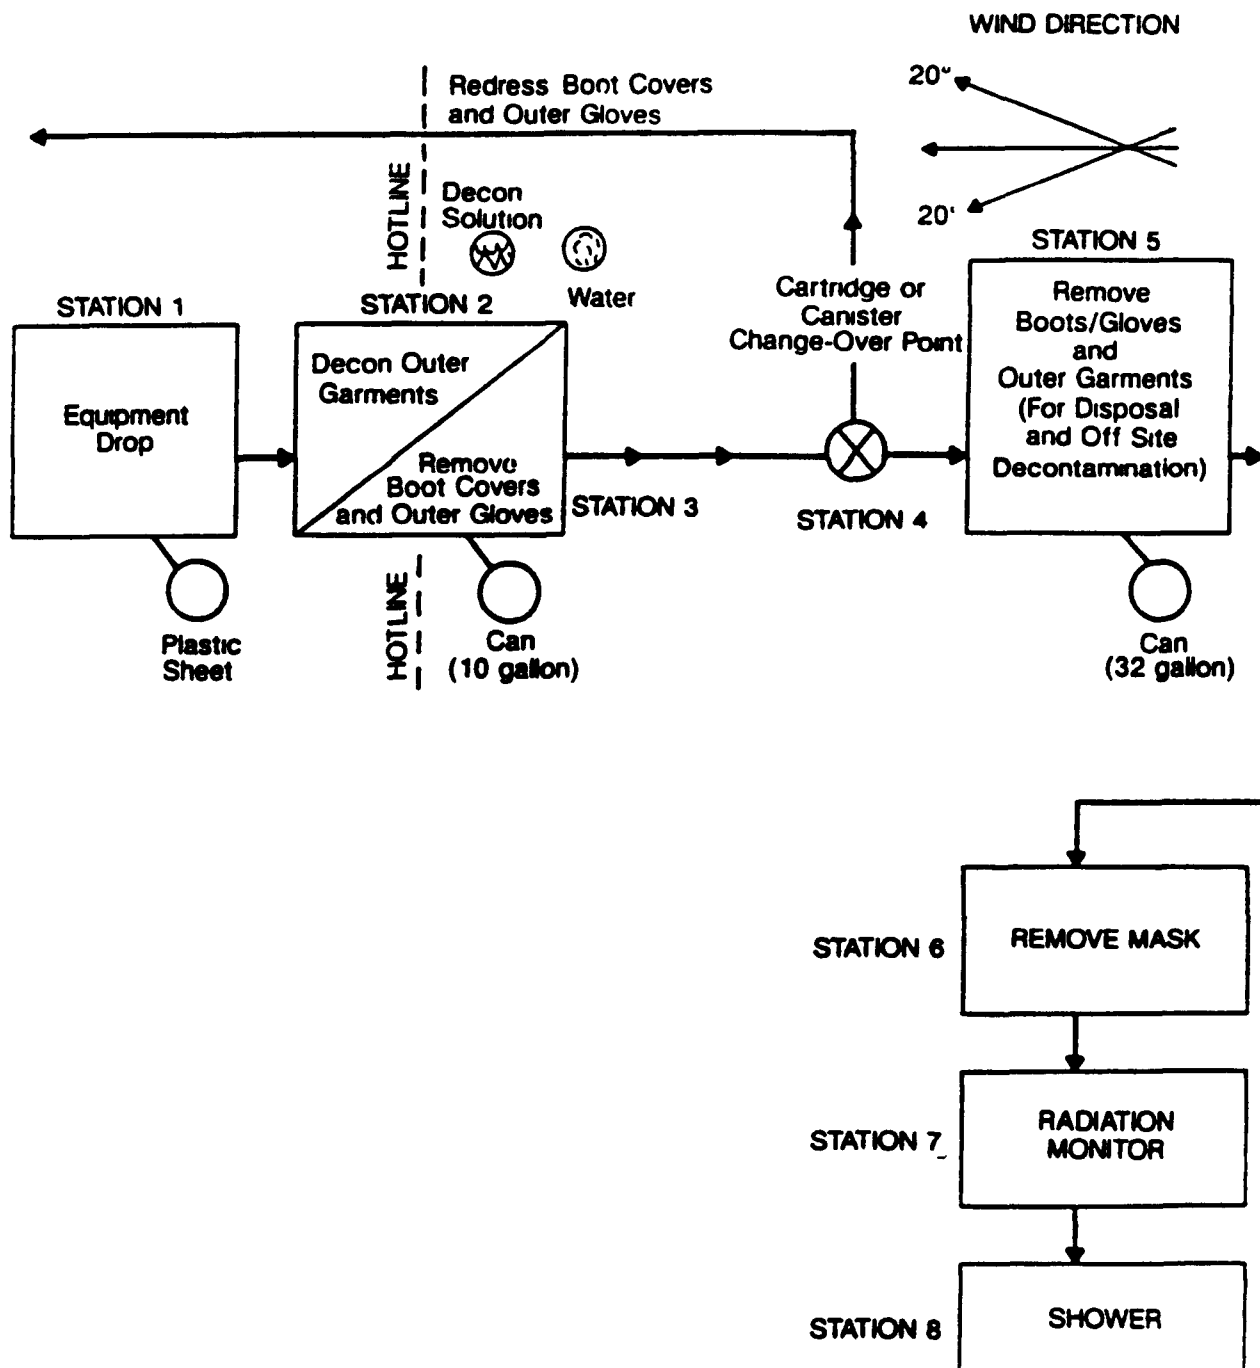 WIND DIRECTION
Redress Boot Covers
and Outer Gloves
20°
20°
HOTLINE
Decon
Solution
Water
STATION 1
Equipment
Drop
Plastic
Sheet
STATION 2
Decon Outer
Garments
Remove
Boot Covers
and Outer Gloves
STATION 3
HOTLINE
Can
(10 gallon)
Cartridge or
Canister
Change-Over Point
STATION 4
STATION 5
Remove
Boots/Gloves
and
Outer Garments
(For Disposal
and Off Site
Decontamination)
Can
(32 gallon)
STATION 6
REMOVE MASK
STATION 7
RADIATION
MONITOR
STATION 8
SHOWER